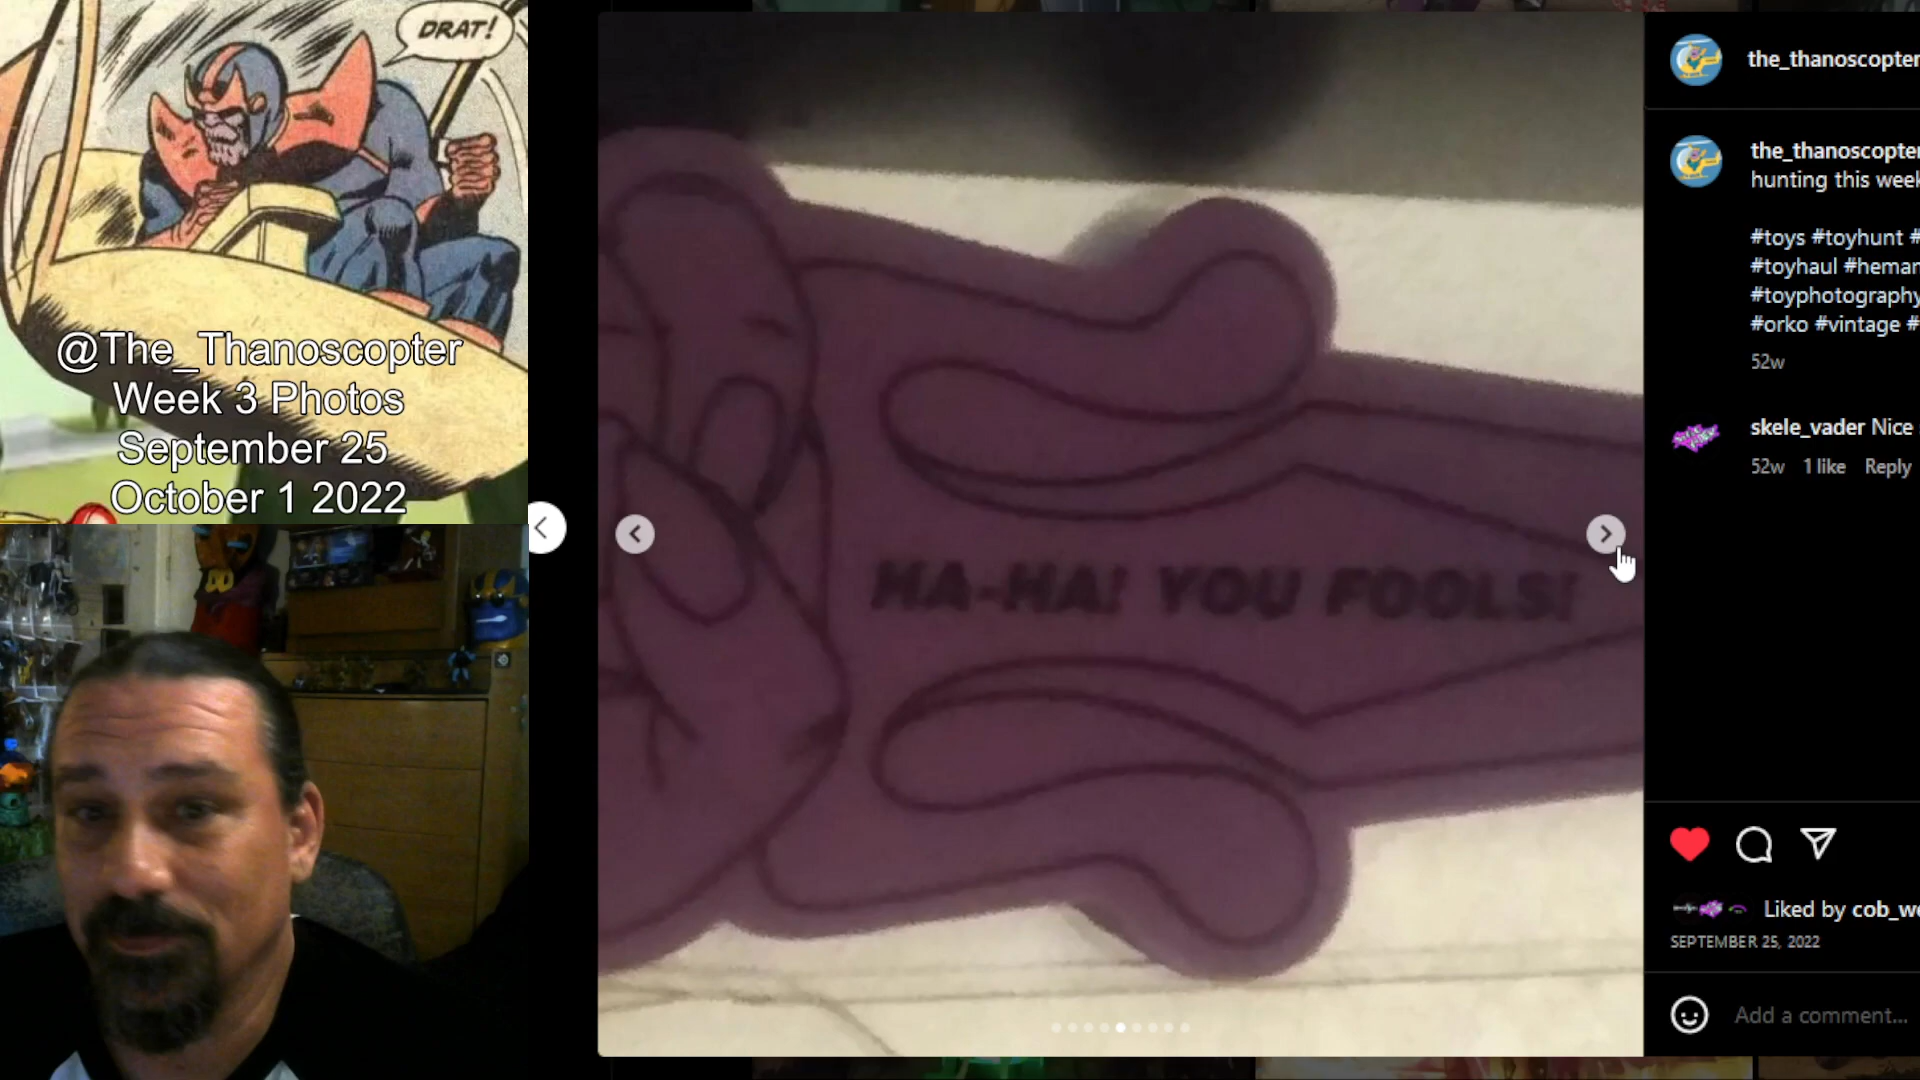 DRAT!
@The_Thanoscopter
Week 3 Photos
September 25
October 1 2022
HA-HA! YOU FOOLS!
the_thanoscopter
the_thanoscopter
hunting this week
#toys #toyhunt #
#toyhaul #heman
#toyphotography
#orko #vintage #
52w
skele_vader Nice
52w 1 like Reply
Liked by cob_we
SEPTEMBER 25, 2022
Add a comment...